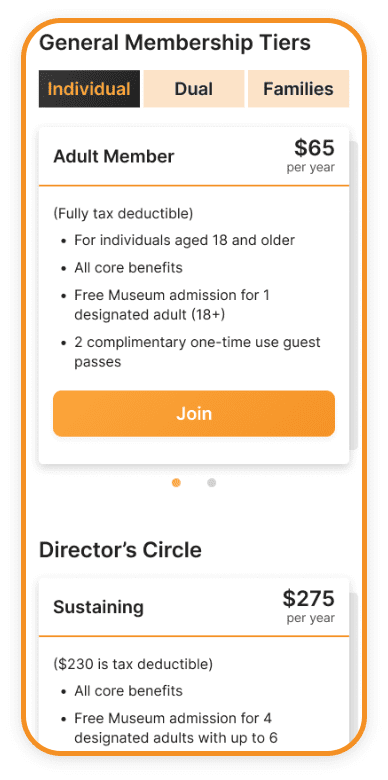 General Membership Tiers
Individual Dual Families
Adult Member $65
per year
(Fully tax deductible)
• For individuals aged 18 and older
• All core benefits
• Free Museum admission for 1
designated adult (18+)
• 2 complimentary one-time use guest
passes
Join
Director’s Circle
Sustaining $275
per year
($230 is tax deductible)
• All core benefits
• Free Museum admission for 4
designated adults with up to 6